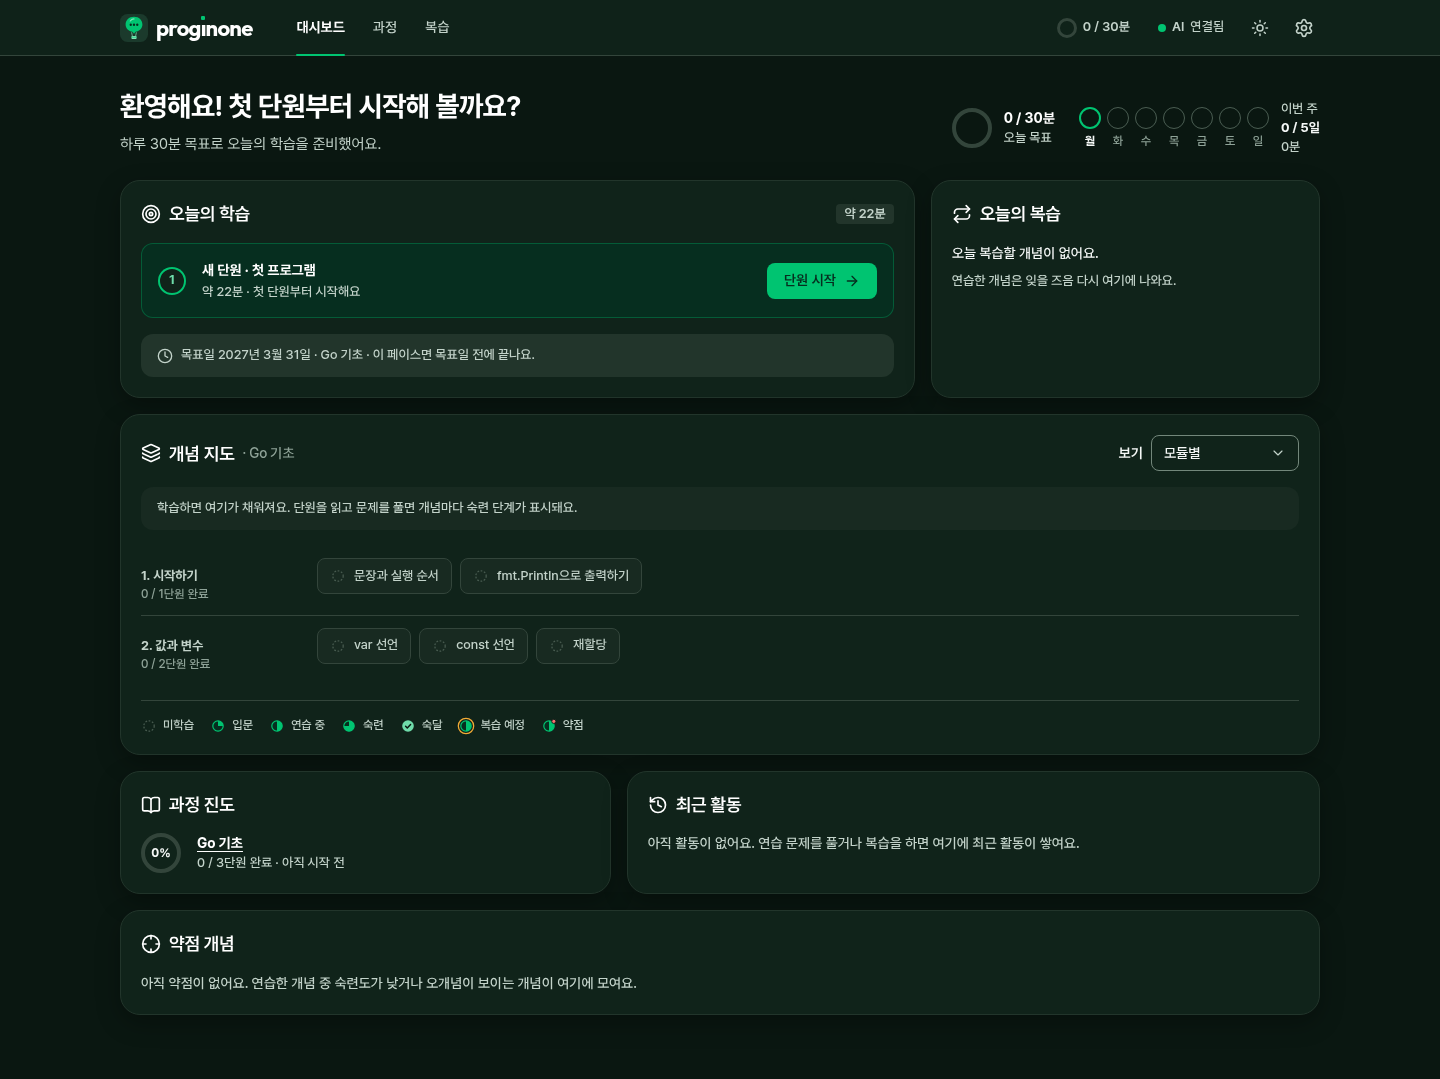 proginone
대시보드
과정
복습
0 / 30분
AI 연결됨
환영해요! 첫 단원부터 시작해 볼까요?
하루 30분 목표로 오늘의 학습을 준비했어요.
0 / 30분
오늘 목표
월 화 수 목 금 토 일
이번 주
0 / 5일
0분
오늘의 학습
약 22분
1
새 단원 · 첫 프로그램
약 22분 · 첫 단원부터 시작해요
단원 시작
목표일 2027년 3월 31일 · Go 기초 · 이 페이스면 목표일 전에 끝나요.
오늘의 복습
오늘 복습할 개념이 없어요.
연습한 개념은 잊을 즈음 다시 여기에 나와요.
개념 지도 · Go 기초
보기
모듈별
학습하면 여기가 채워져요. 단원을 읽고 문제를 풀면 개념마다 숙련 단계가 표시돼요.
1. 시작하기
0 / 1단원 완료
문장과 실행 순서
fmt.Println으로 출력하기
2. 값과 변수
0 / 2단원 완료
var 선언
const 선언
재할당
미학습
입문
연습 중
숙련
숙달
복습 예정
약점
과정 진도
0%
Go 기초
0 / 3단원 완료 · 아직 시작 전
최근 활동
아직 활동이 없어요. 연습 문제를 풀거나 복습을 하면 여기에 최근 활동이 쌓여요.
약점 개념
아직 약점이 없어요. 연습한 개념 중 숙련도가 낮거나 오개념이 보이는 개념이 여기에 모여요.